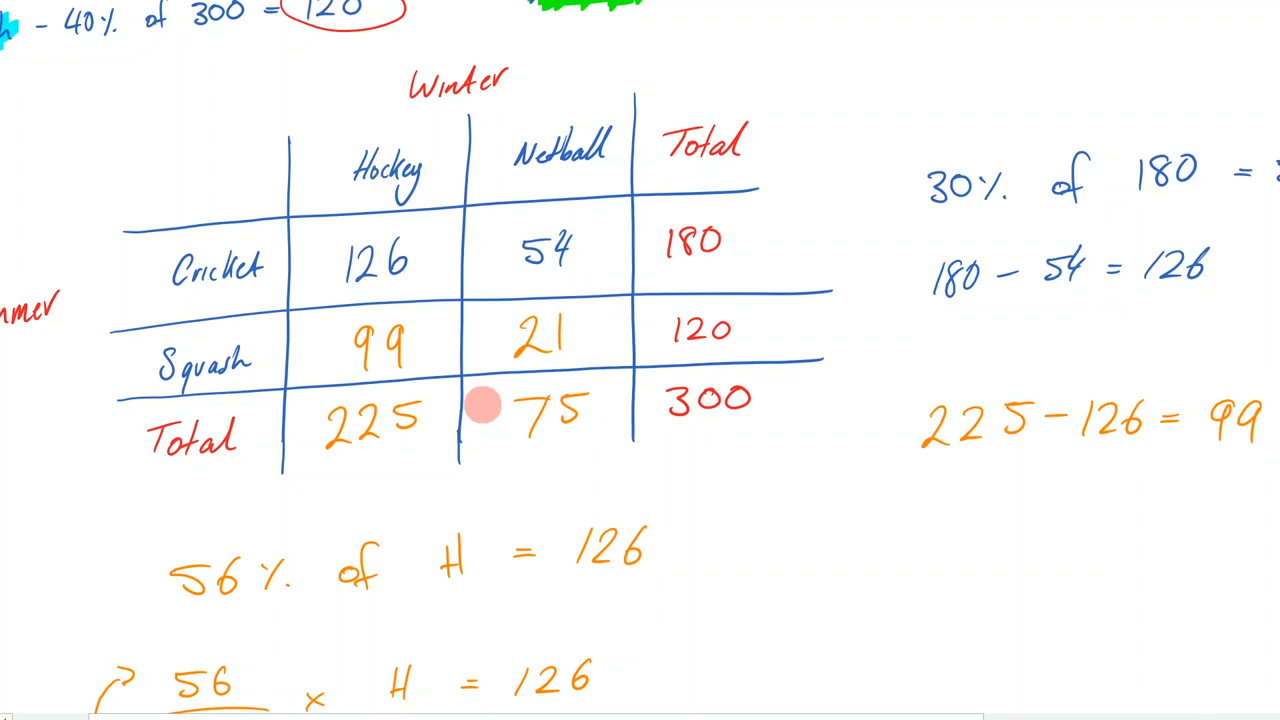 - 40% of 300 = 120
Winter
Hockey Netball Total
Cricket 126 54 180
Squash 99 21 120
Total 225 75 300
30% of 180 =
180 - 54 = 126
225 - 126 = 99
56% of H = 126
56 × H = 126